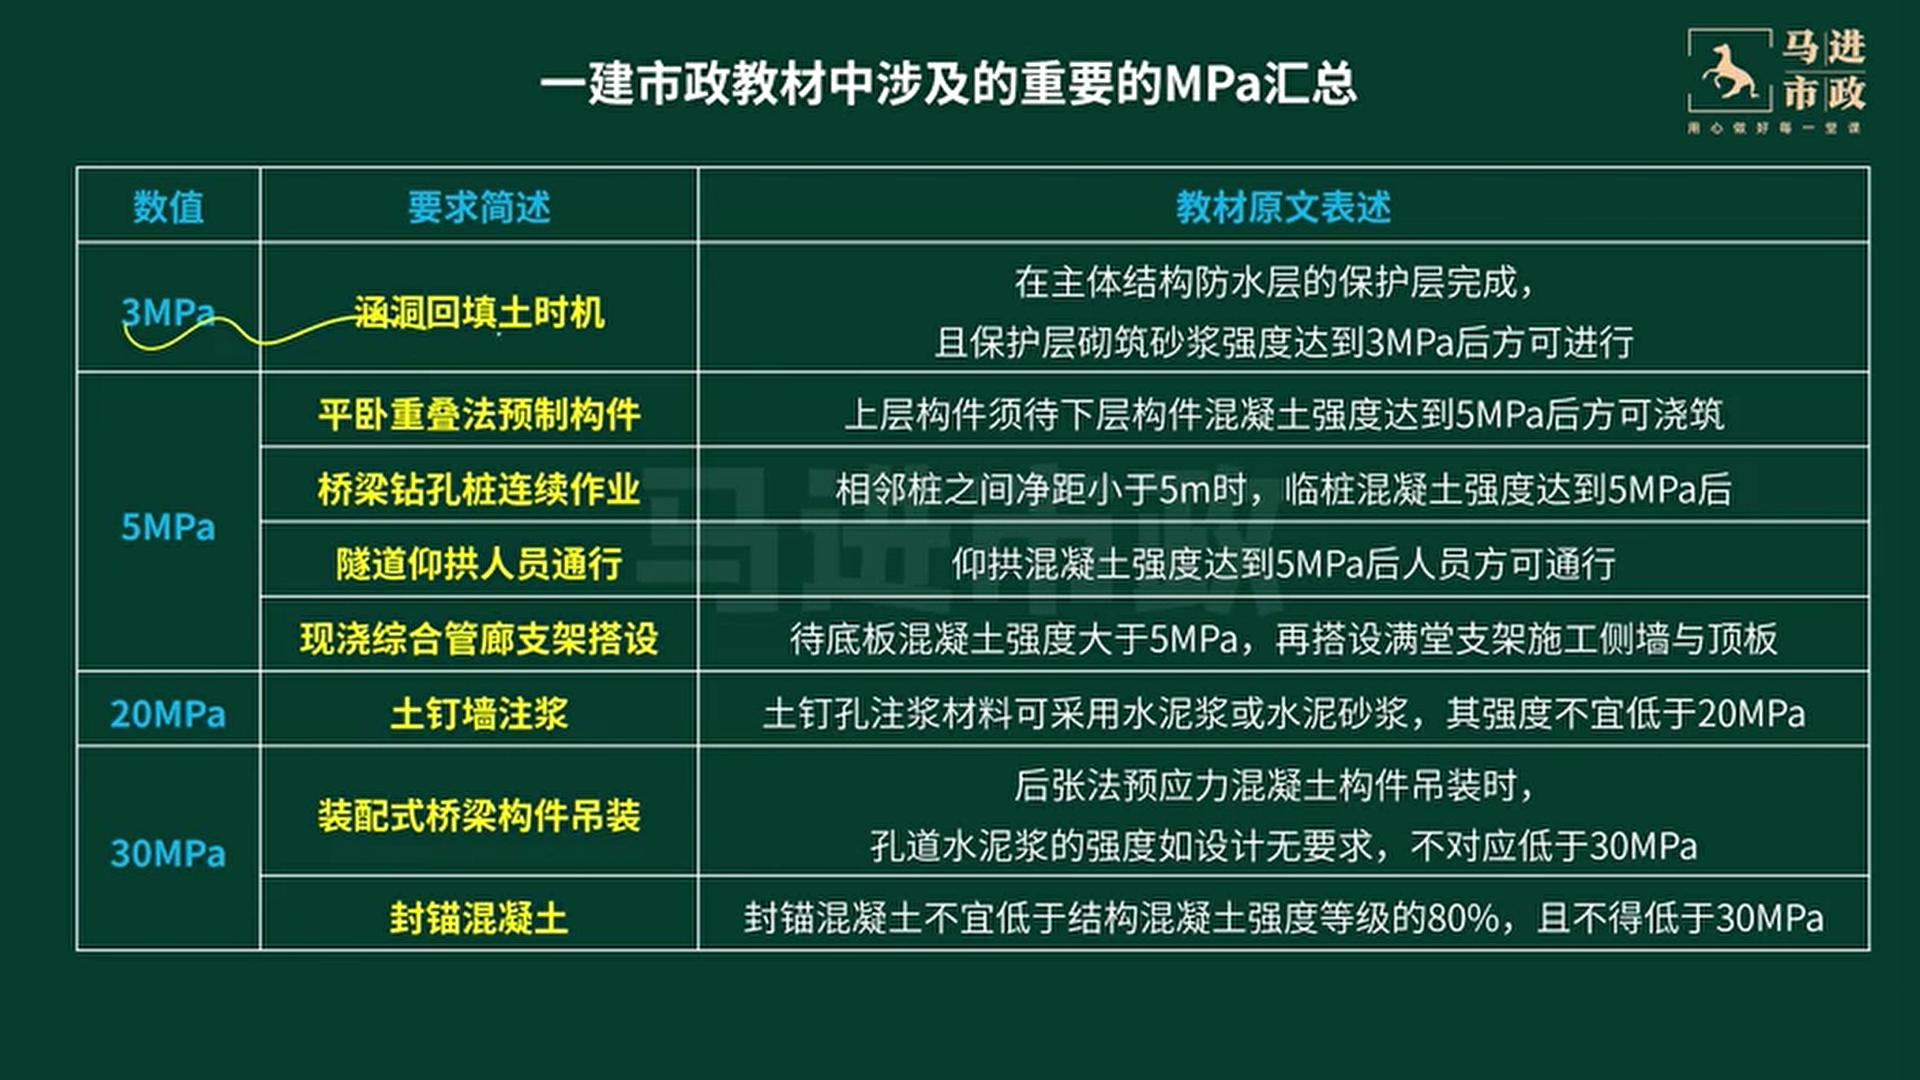 一建市政教材中涉及的重要的MPa汇总
马进
市政
用心做好每一堂课
数值
要求简述
教材原文表述
3MPa
涵洞回填土时机
在主体结构防水层的保护层完成，
且保护层砌筑砂浆强度达到3MPa后方可进行
5MPa
平卧重叠法预制构件
上层构件须待下层构件混凝土强度达到5MPa后方可浇筑
桥梁钻孔桩连续作业
相邻桩之间净距小于5m时，临桩混凝土强度达到5MPa后
隧道仰拱人员通行
仰拱混凝土强度达到5MPa后人员方可通行
现浇综合管廊支架搭设
待底板混凝土强度大于5MPa，再搭设满堂支架施工侧墙与顶板
20MPa
土钉墙注浆
土钉孔注浆材料可采用水泥浆或水泥砂浆，其强度不宜低于20MPa
30MPa
装配式桥梁构件吊装
后张法预应力混凝土构件吊装时，
孔道水泥浆的强度如设计无要求，不对应低于30MPa
封锚混凝土
封锚混凝土不宜低于结构混凝土强度等级的80%，且不得低于30MPa
马进市政